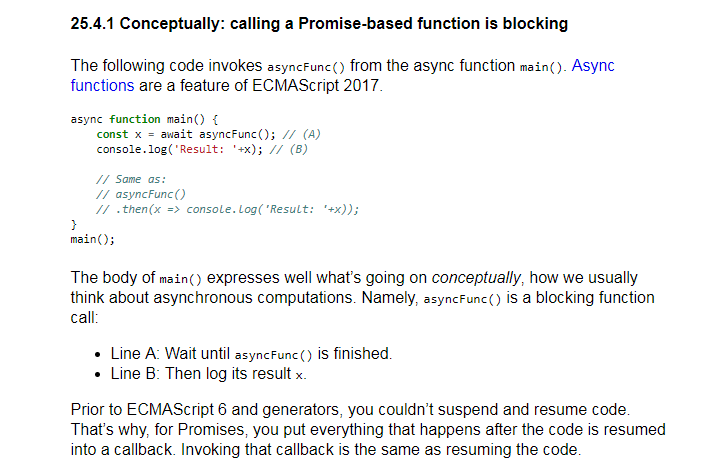 25.4.1 Conceptually: calling a Promise-based function is blocking
The following code invokes asyncFunc() from the async function main(). Async
functions are a feature of ECMAScript 2017.
async function main() {
    const x = await asyncFunc(); // (A)
    console.log('Result: '+x); // (B)

    // Same as:
    // asyncFunc()
    // .then(x => console.log('Result: '+x));
}
main();
The body of main() expresses well what's going on conceptually, how we usually
think about asynchronous computations. Namely, asyncFunc() is a blocking function
call:
• Line A: Wait until asyncFunc() is finished.
• Line B: Then log its result x.
Prior to ECMAScript 6 and generators, you couldn't suspend and resume code.
That's why, for Promises, you put everything that happens after the code is resumed
into a callback. Invoking that callback is the same as resuming the code.